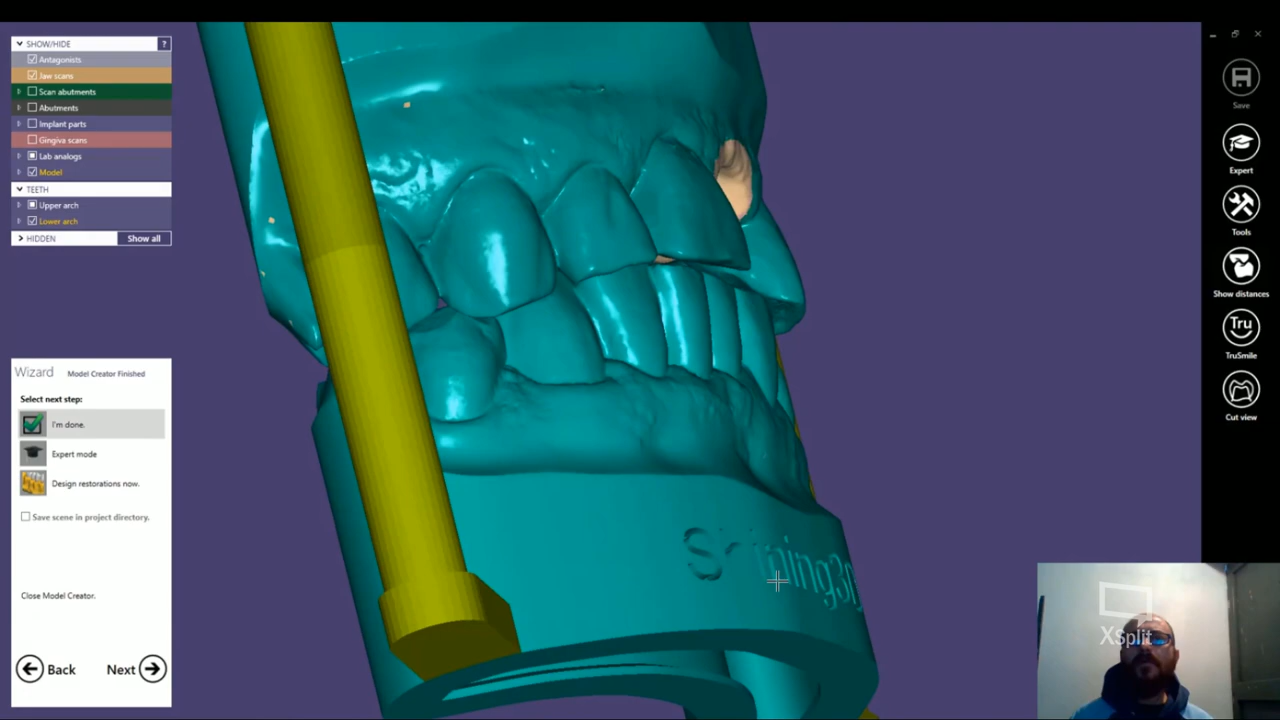 SHOW/HIDE ?
Antagonists
Jaw scans
Scan abutments
Abutments
Implant parts
Gingiva scans
Lab analogs
Model
TEETH
Upper arch
Lower arch
HIDDEN Show all
Wizard Model Creator Finished
Select next step:
I'm done.
Expert mode
Design restorations now.
Save scene in project directory.
Close Model Creator.
Back Next
Save
Expert
Tools
Show distances
Tru
TruSmile
Cut view
XSplit